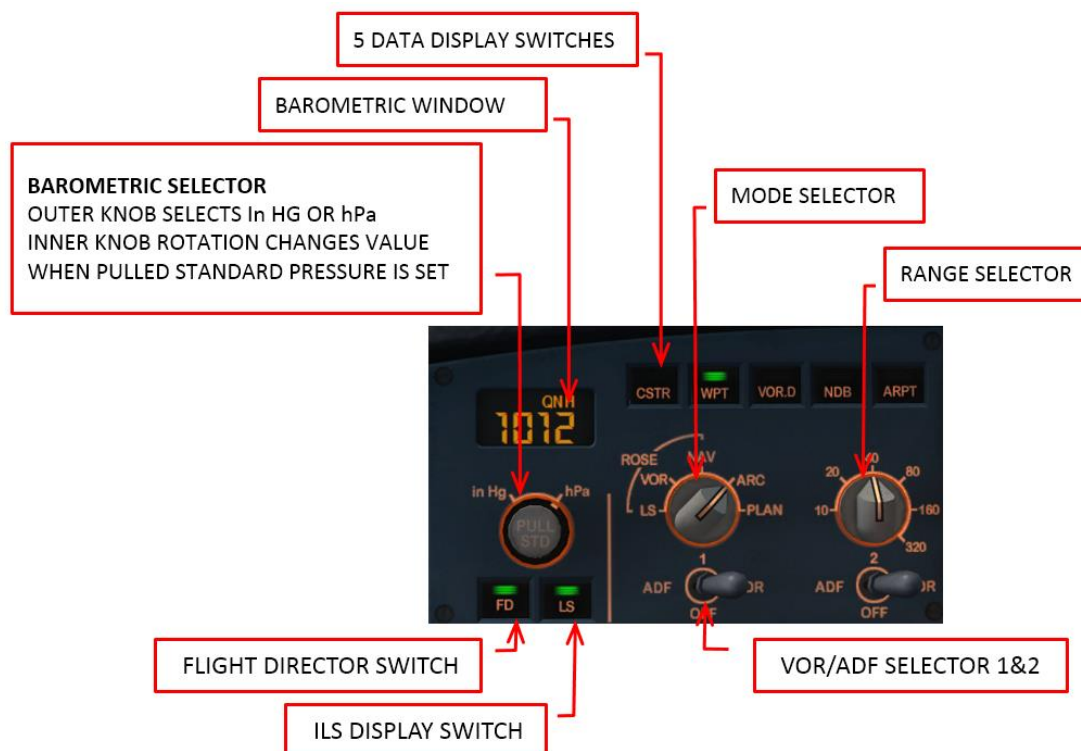 5 DATA DISPLAY SWITCHES
BAROMETRIC WINDOW
BAROMETRIC SELECTOR
OUTER KNOB SELECTS In HG OR hPa
INNER KNOB ROTATION CHANGES VALUE
WHEN PULLED STANDARD PRESSURE IS SET
MODE SELECTOR
RANGE SELECTOR
QNH
1012
CSTR WPT VOR.D NDB ARPT
ROSE NAV
VOR ARC
LS PLAN
20 40 80
10 160
320
in Hg hPa
PULL
STD
1 2
ADF OFF
ADF OFF
FD LS
FLIGHT DIRECTOR SWITCH
VOR/ADF SELECTOR 1&2
ILS DISPLAY SWITCH